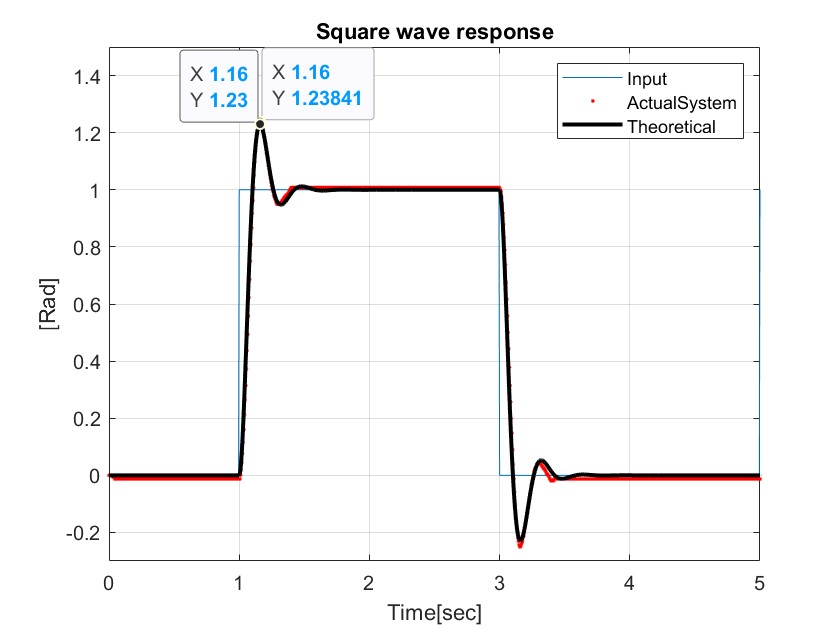 Square wave response
X 1.16
Y 1.23
X 1.16
Y 1.23841
Input
ActualSystem
Theoretical
[Rad]
1.4
1.2
1
0.8
0.6
0.4
0.2
0
-0.2
0 1 2 3 4 5
Time[sec]